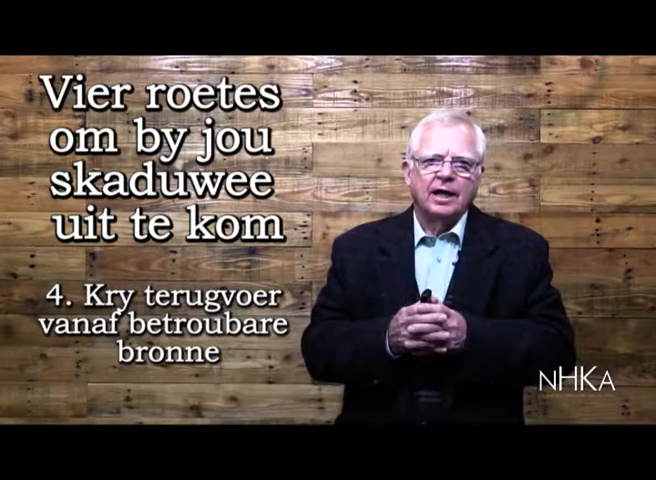 Vier roetes
om by jou
skaduwee
uit te kom
4. Kry terugvoer
vanaf betroubare
bronne
NHKA